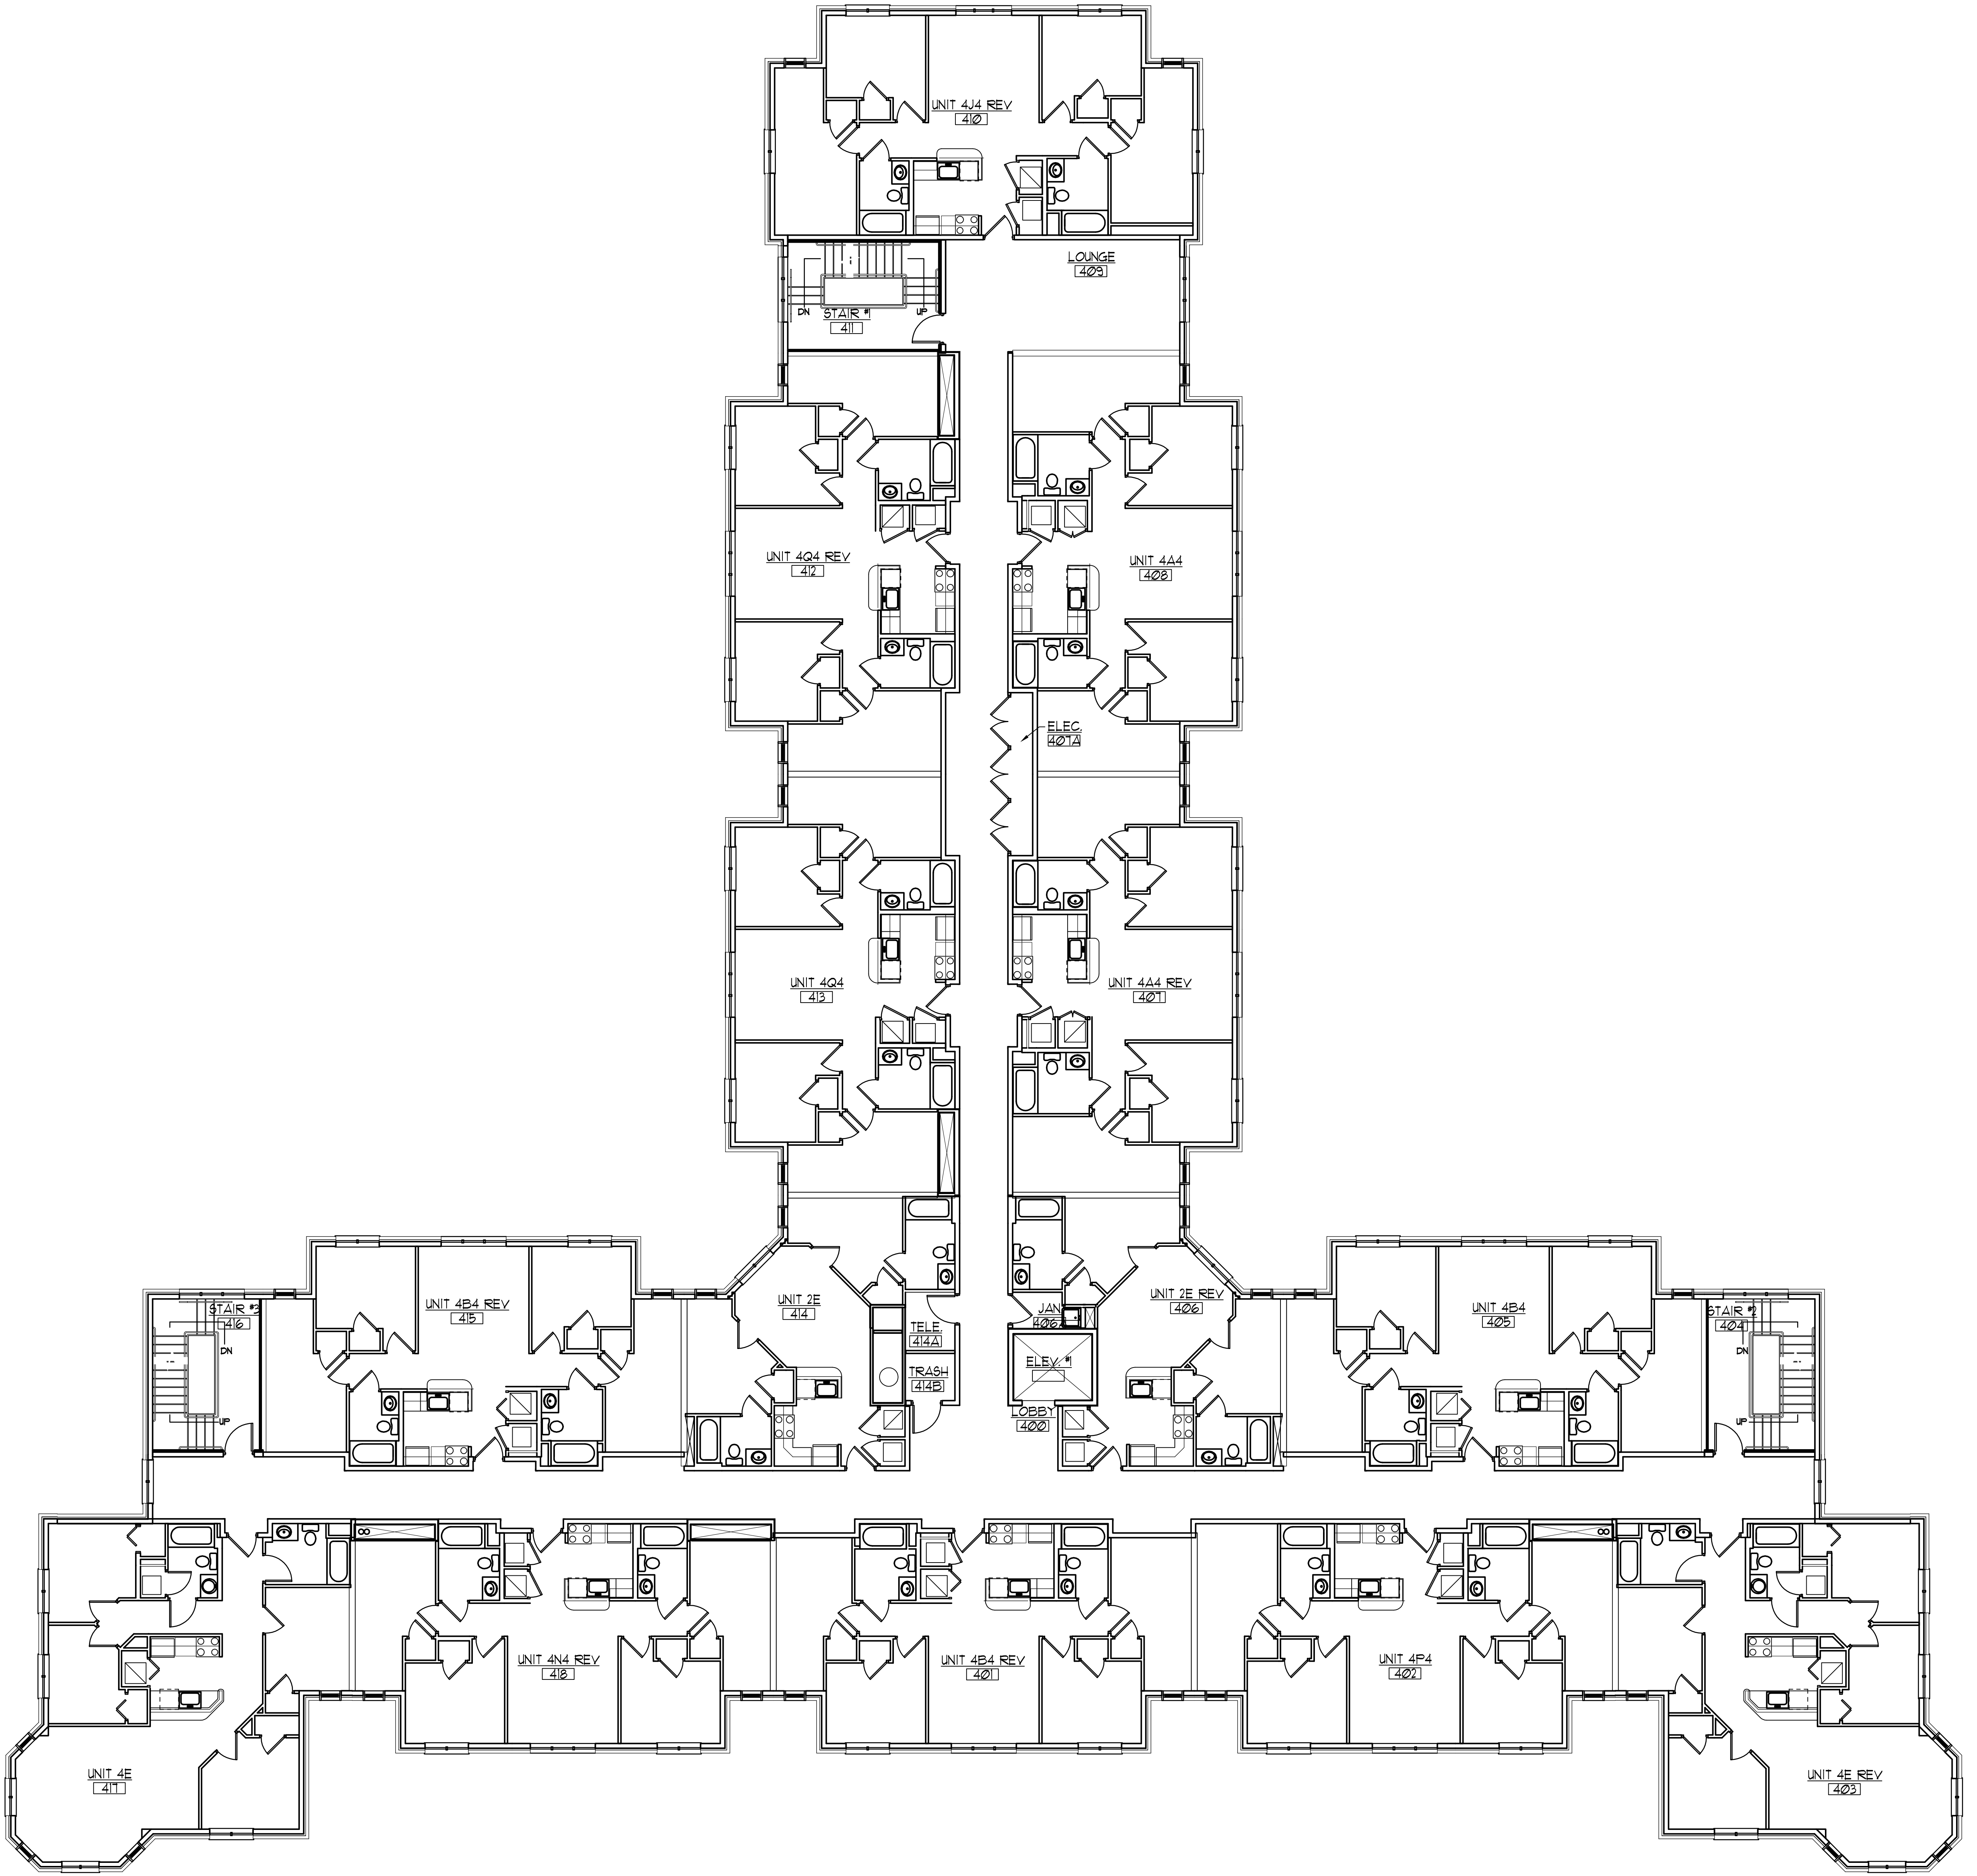 UNIT 4J4 REV
410
LOUNGE
409
DN
STAIR #1
UP
411
UNIT 4Q4 REV
412
UNIT 4A4
408
ELEC.
407A
UNIT 4Q4
413
UNIT 4A4 REV
407
UNIT 4B4 REV
415
UNIT 2E
414
UNIT 2E REV
406
UNIT 4B4
405
STAIR #3
416
DN
UP
TELE.
414A
TRASH
414B
JAN.
ELEV. #1
LOBBY
400
STAIR #2
404
DN
UP
UNIT 4N4 REV
418
UNIT 4B4 REV
401
UNIT 4P4
402
UNIT 4E
417
UNIT 4E REV
403